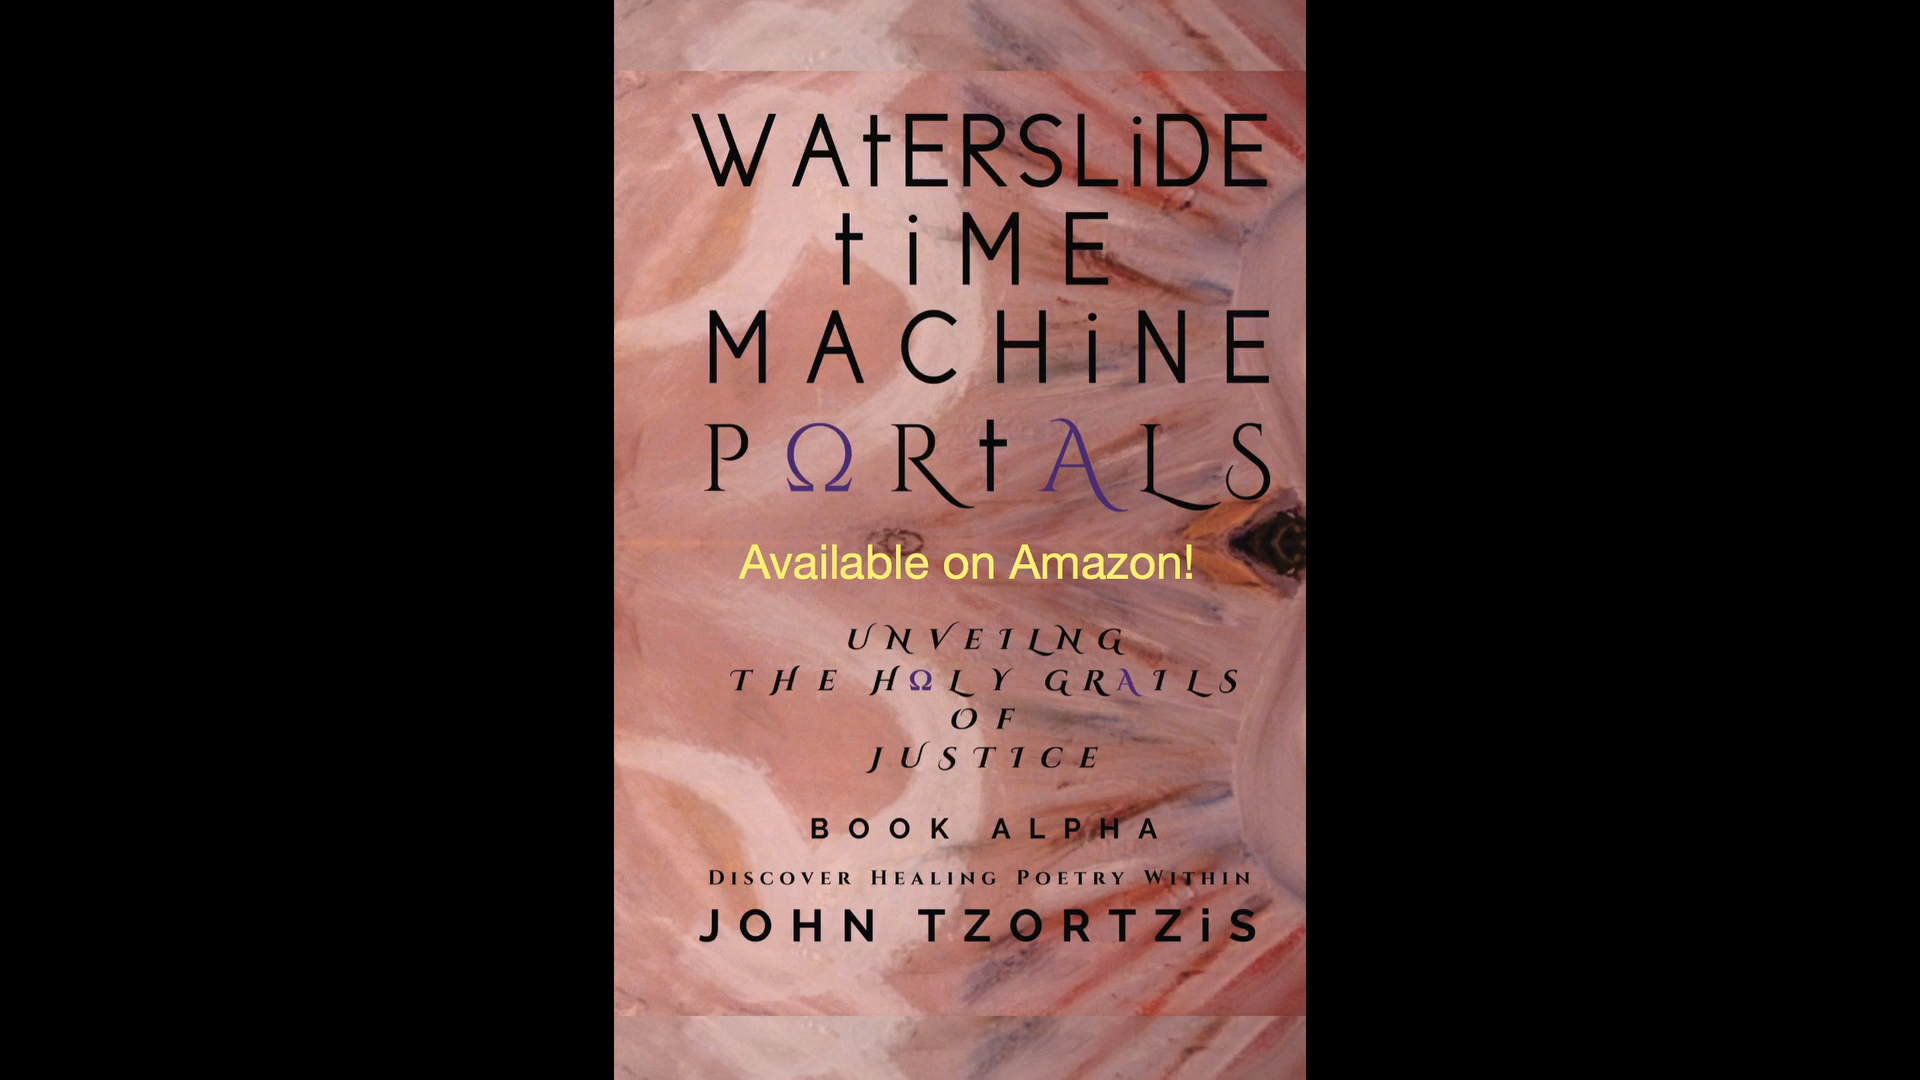 WAtERSLiDE
tiME
MACHiNE
PΩRtALS
Available on Amazon!
UNVEILNG
THE HΩLY GRAILS
OF
JUSTICE
BOOK ALPHA
Discover Healing Poetry Within
JOHN TZORTZiS